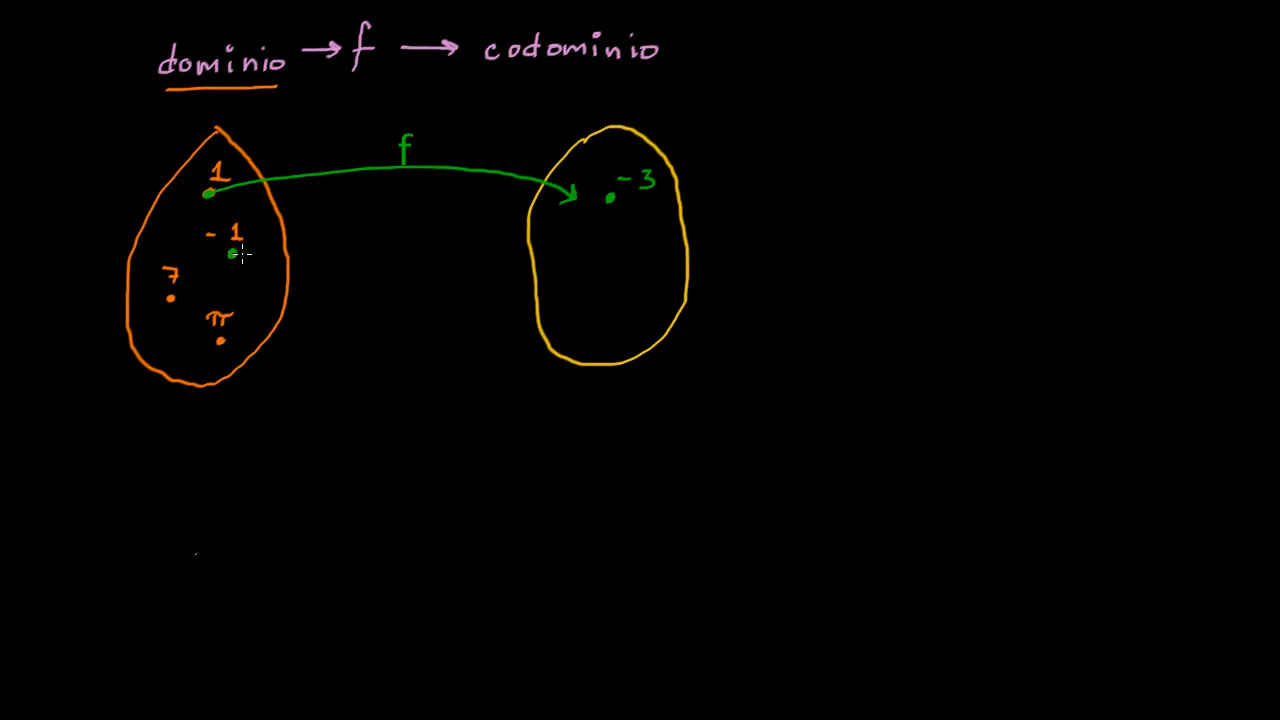 dominio → f → codominio
f
1
-3
- 1
7
π